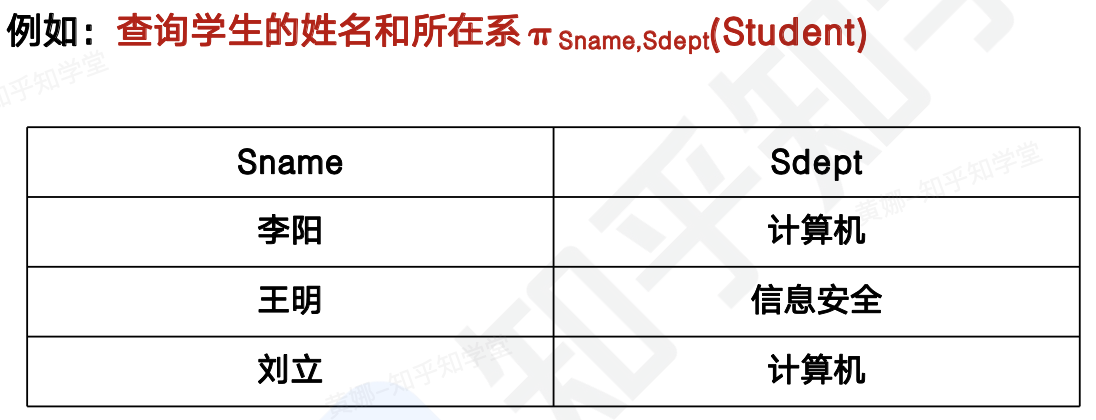 例如：查询学生的姓名和所在系 π Sname,Sdept(Student)
Sname Sdept
李阳 计算机
王明 信息安全
刘立 计算机
知乎知
知乎知学堂
黄娜-知乎知学堂
黄娜-知乎知学堂